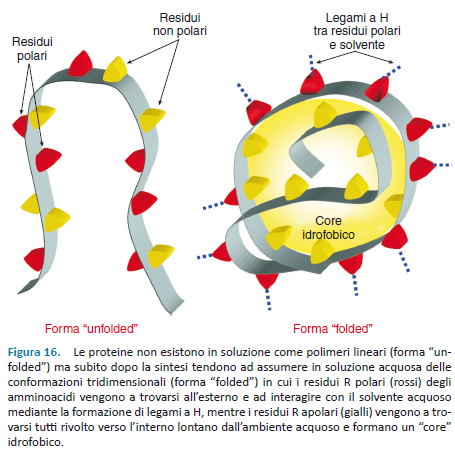 Residui
polari
Residui
non polari
Legami a H
tra residui polari
e solvente
Core
idrofobico
Forma “unfolded”
Forma “folded”
Figura 16. Le proteine non esistono in soluzione come polimeri lineari (forma “un-
folded”) ma subito dopo la sintesi tendono ad assumere in soluzione acquosa delle
conformazioni tridimensionali (forma “folded”) in cui i residui R polari (rossi) degli
amminoacidi vengono a trovarsi all’esterno e ad interagire con il solvente acquoso
mediante la formazione di legami a H, mentre i residui R apolari (gialli) vengono a tro-
varsi tutti rivolto verso l’interno lontano dall’ambiente acquoso e formano un “core”
idrofobico.